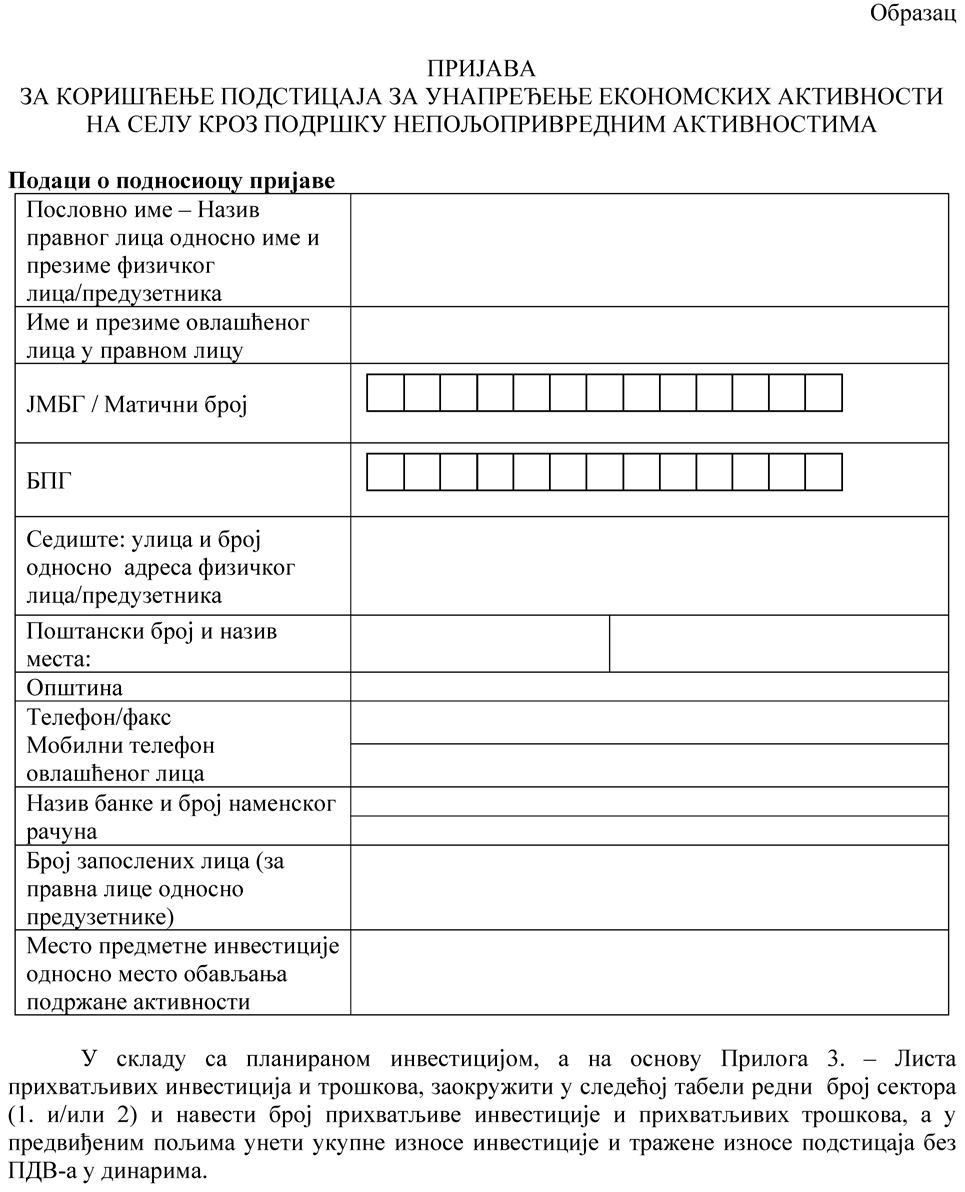 Образац
ПРИЈАВА
ЗА КОРИШЋЕЊЕ ПОДСТИЦАЈА ЗА УНАПРЕЂЕЊЕ ЕКОНОМСКИХ АКТИВНОСТИ
НА СЕЛУ КРОЗ ПОДРШКУ НЕПОЉОПРИВРЕДНИМ АКТИВНОСТИМА
Подаци о подносиоцу пријаве
Пословно име – Назив
правног лица односно име и
презиме физичког
лица/предузетника
Име и презиме овлашћеног
лица у правном лицу
ЈМБГ / Матични број
БПГ
Седиште: улица и број
односно  адреса физичког
лица/предузетника
Поштански број и назив
места:
Општина
Телефон/факс
Мобилни телефон
овлашћеног лица
Назив банке и број наменског
рачуна
Број запослених лица (за
правна лице односно
предузетнике)
Место предметне инвестиције
односно место обављања
подржане активности
У складу са планираном инвестицијом, а на основу Прилога 3. – Листа
прихватљивих инвестиција и трошкова, заокружити у следећој табели редни  број сектора
(1. и/или 2) и навести број прихватљиве инвестиције и прихватљивих трошкова, а у
предвиђеним пољима унети укупне износе инвестиције и тражене износе подстицаја без
ПДВ-а у динарима.